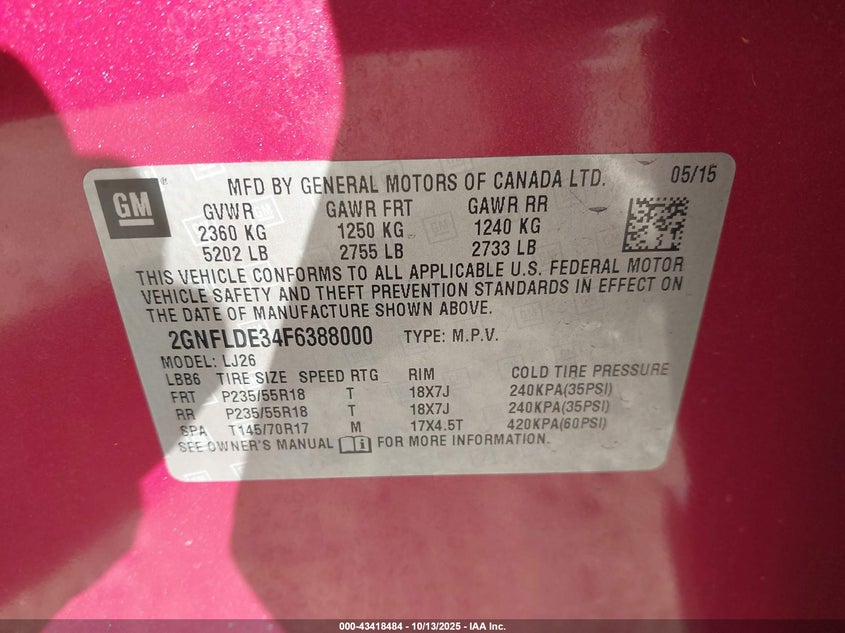 GM
MFD BY GENERAL MOTORS OF CANADA LTD. 05/15
GVWR GAWR FRT GAWR RR
2360 KG 1250 KG 1240 KG
5202 LB 2755 LB 2733 LB
THIS VEHICLE CONFORMS TO ALL APPLICABLE U.S. FEDERAL MOTOR
VEHICLE SAFETY AND THEFT PREVENTION STANDARDS IN EFFECT ON
THE DATE OF MANUFACTURE SHOWN ABOVE.
2GNFLDE34F6388000 TYPE: M.P.V.
MODEL: LJ26
LBB6 TIRE SIZE SPEED RTG RIM COLD TIRE PRESSURE
FRT P235/55R18 T 18X7J 240KPA(35PSI)
RR P235/55R18 T 18X7J 240KPA(35PSI)
SPA T145/70R17 M 17X4.5T 420KPA(60PSI)
SEE OWNER'S MANUAL FOR MORE INFORMATION.
000-43418484 - 10/13/2025 - IAA Inc.